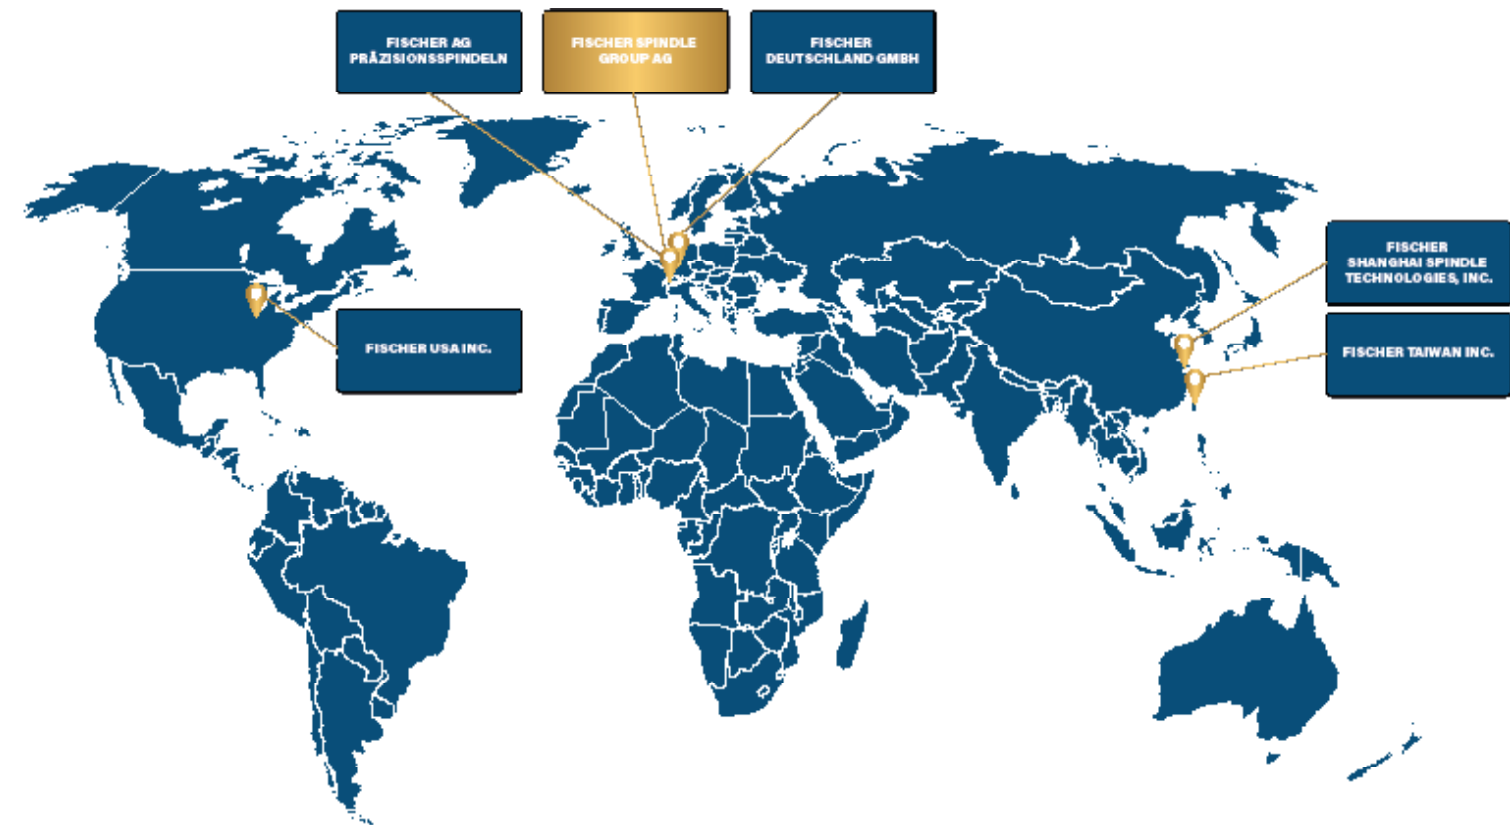 FISCHER AG
PRÄZISIONSSPINDELN
FISCHER SPINDLE
GROUP AG
FISCHER
DEUTSCHLAND GMBH
FISCHER
SHANGHAI SPINDLE
TECHNOLOGIES, INC.
FISCHER USA INC.
FISCHER TAIWAN INC.